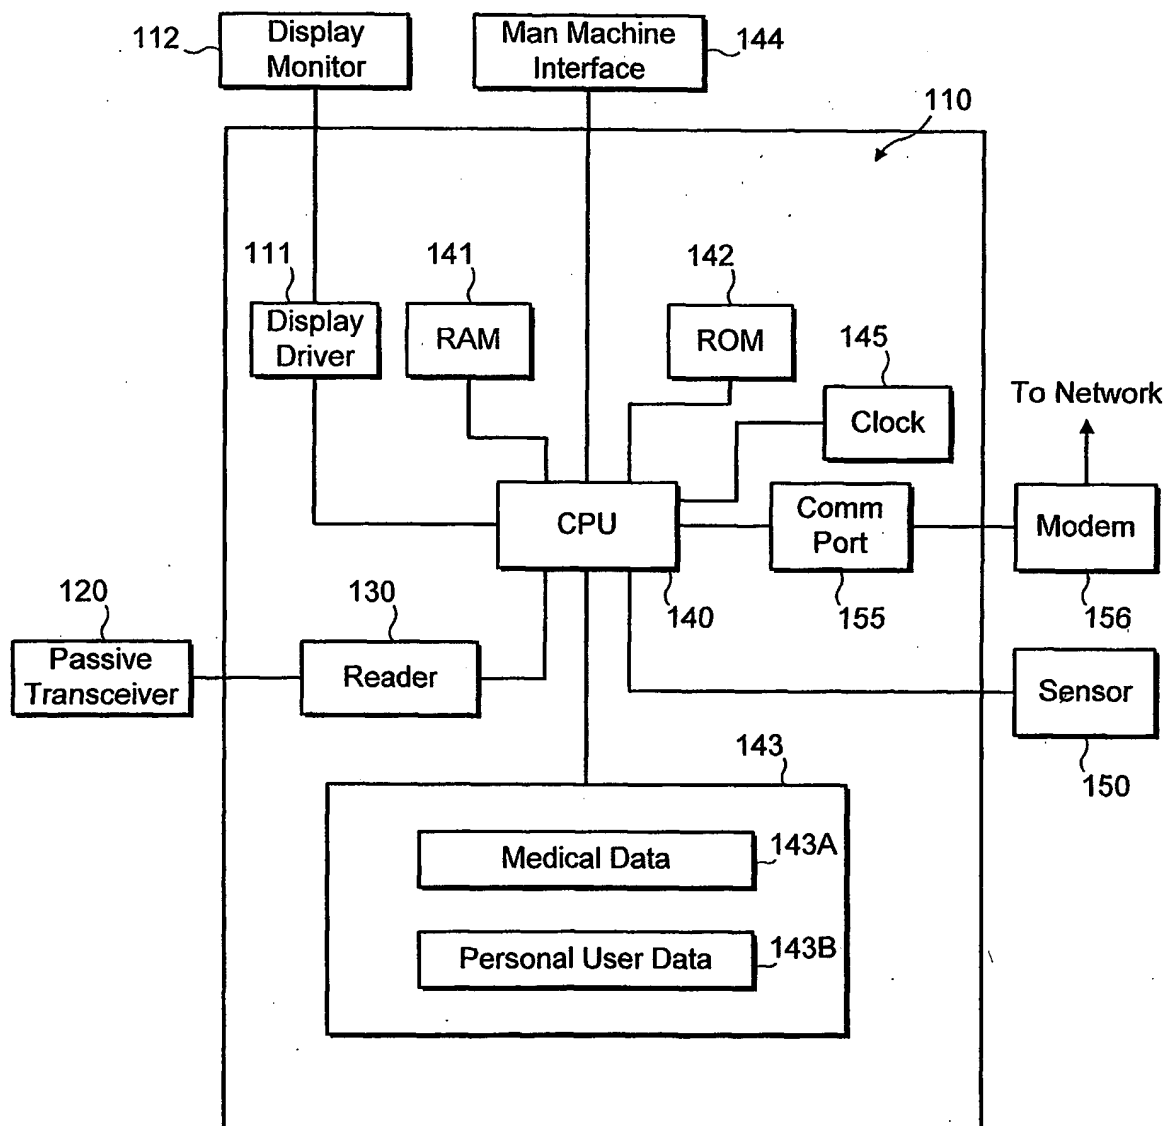 112
Display
Monitor
Man Machine
Interface
144
110
111
Display
Driver
141
RAM
142
ROM
145
Clock
To Network
CPU
140
Comm
Port
155
Modem
156
120
Passive
Transceiver
130
Reader
Sensor
150
143
Medical Data
143A
Personal User Data
143B